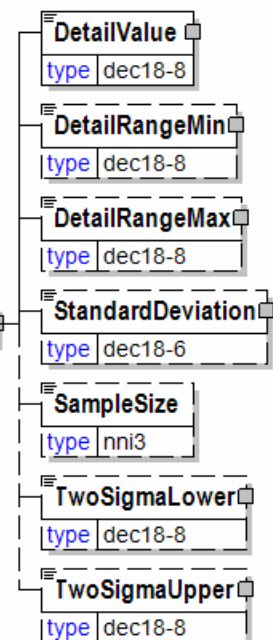 DetailValue
type dec18-8
DetailRangeMin
type dec18-8
DetailRangeMax
type dec18-8
StandardDeviation
type dec18-6
SampleSize
type nni3
TwoSigmaLower
type dec18-8
TwoSigmaUpper
type dec18-8